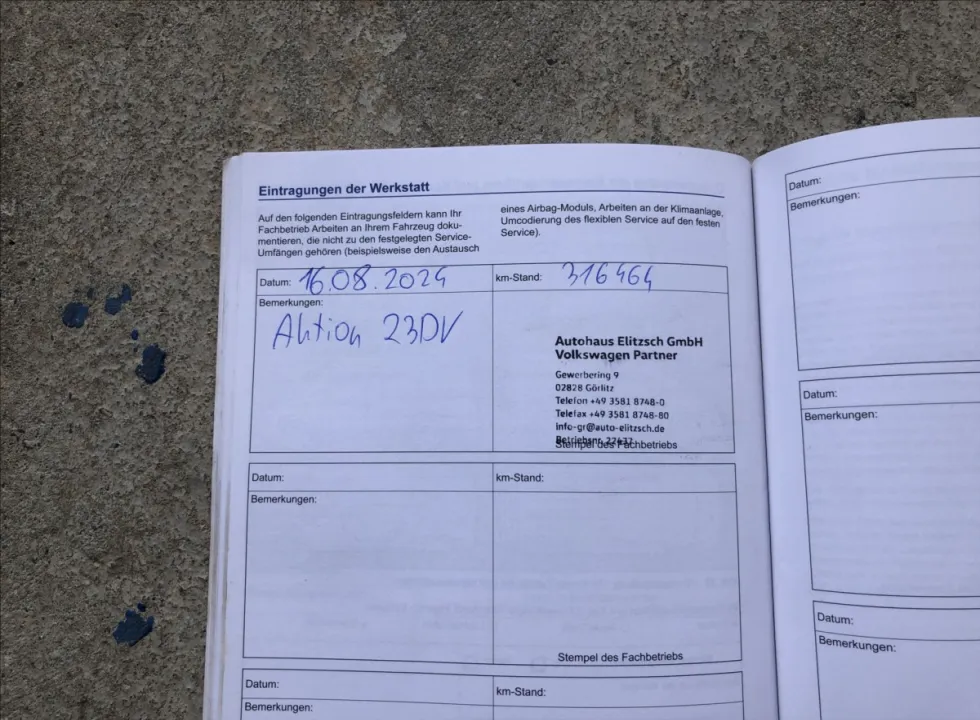 Eintragungen der Werkstatt
Auf den folgenden Eintragungsfeldern kann Ihr
Fachbetrieb Arbeiten an Ihrem Fahrzeug doku-
mentieren, die nicht zu den festgelegten Service-
Umfängen gehören (beispielsweise den Austausch
eines Airbag-Moduls, Arbeiten an der Klimaanlage,
Umcodierung des flexiblen Service auf den festen
Service).
Datum: 16.08.2024
km-Stand: 316464
Bemerkungen:
Aktion 23DV
Autohaus Elitzsch GmbH
Volkswagen Partner
Gewerbering 9
02828 Görlitz
Telefon +49 3581 8748-0
Telefax +49 3581 8748-80
info-gr@auto-elitzsch.de
Betriebsnr.
Stempel des Fachbetriebs
Datum:
km-Stand:
Bemerkungen:
Stempel des Fachbetriebs
Datum:
km-Stand:
Bemerkungen:
Datum:
Bemerkungen:
Datum:
Bemerkungen:
Datum:
Bemerkungen: